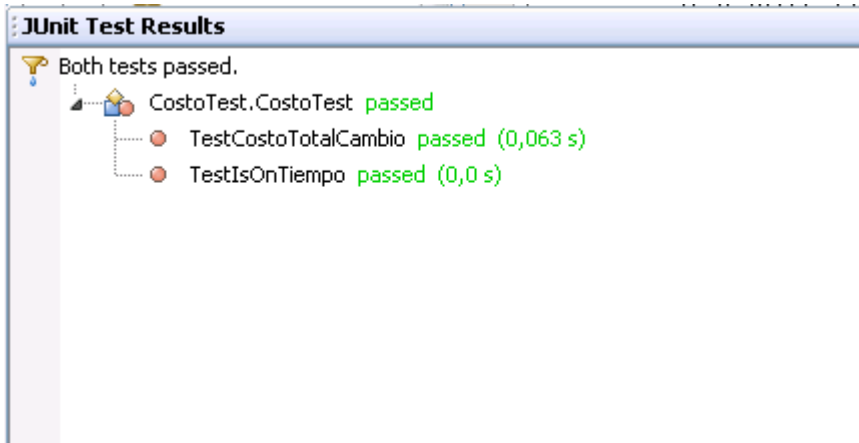 JUnit Test Results
Both tests passed.
CostoTest.CostoTest passed
TestCostoTotalCambio passed (0,063 s)
TestIsOnTiempo passed (0,0 s)